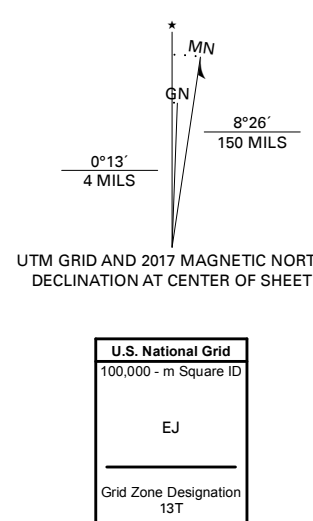 ★
MN
GN
8°26´
150 MILS
0°13´
4 MILS
UTM GRID AND 2017 MAGNETIC NORT
DECLINATION AT CENTER OF SHEET
U.S. National Grid
100,000 - m Square ID
EJ
Grid Zone Designation
13T